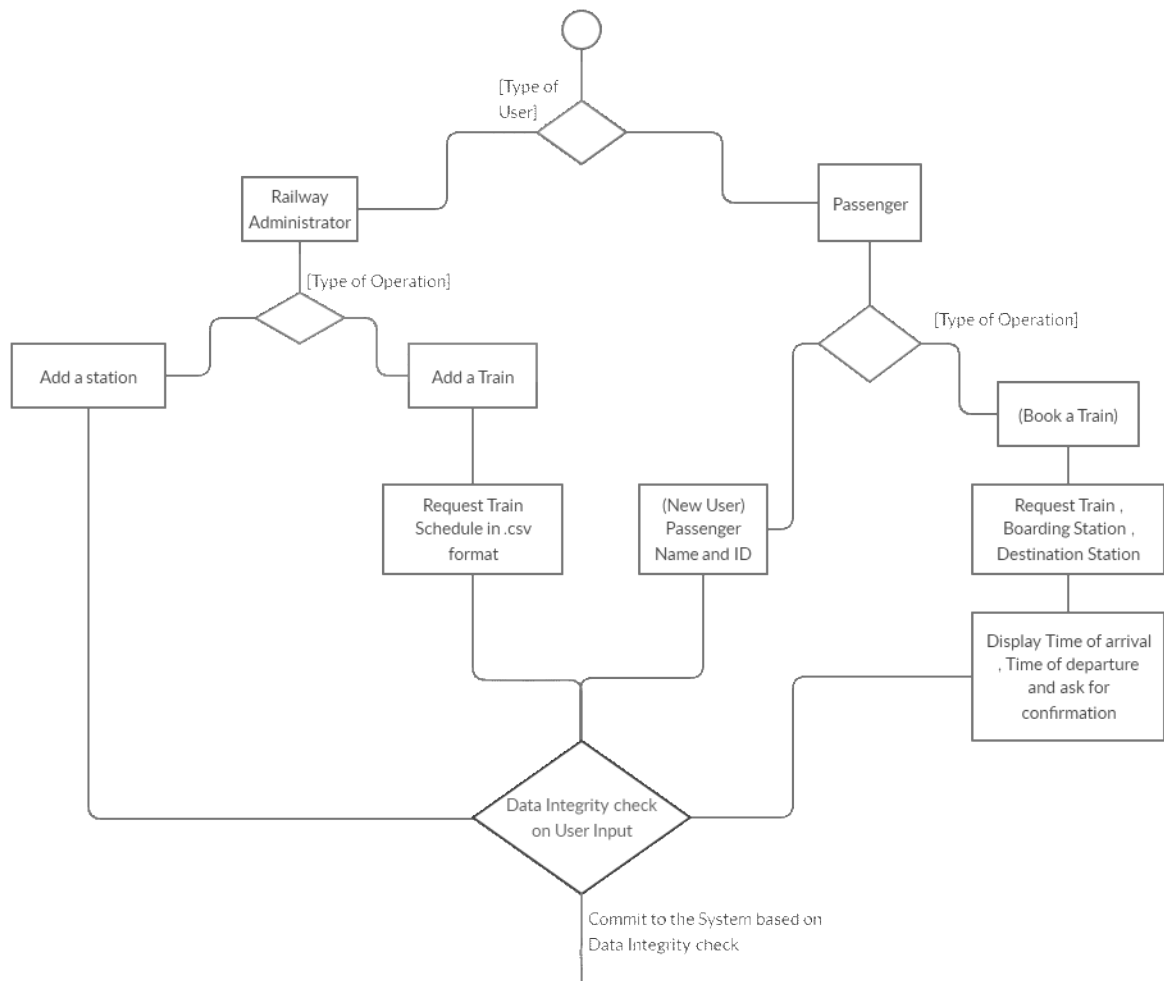 [Type of
User]
Railway
Administrator
Passenger
[Type of Operation]
[Type of Operation]
Add a station
Add a Train
(Book a Train)
Request Train
Schedule in .csv
format
(New User)
Passenger
Name and ID
Request Train ,
Boarding Station ,
Destination Station
Display Time of arrival
, Time of departure
and ask for
confirmation
Data Integrity check
on User Input
Commit to the System based on
Data Integrity check